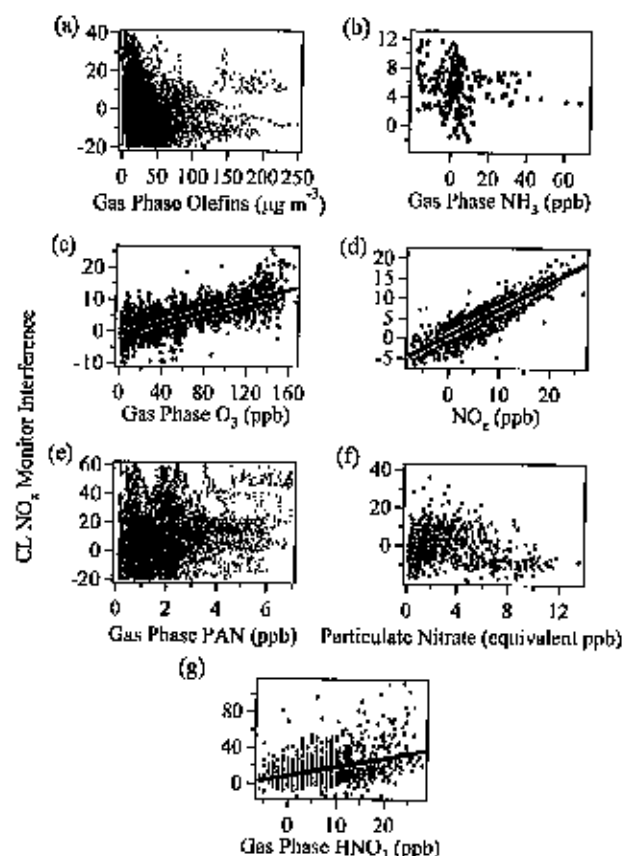 (a)
40
20
0
-20
0 50 100 150 200 250
Gas Phase Olefins (μg m⁻³)
(b)
12
8
4
0
0 20 40 60
Gas Phase NH₃ (ppb)
(c)
20
10
0
-10
0 40 80 120 160
Gas Phase O₃ (ppb)
(d)
20
15
10
5
0
-5
0 10 20
(ppb)
CL Monitor Interference
(e)
60
40
20
0
-20
0 2 4 6
Gas Phase PAN (ppb)
(f)
40
20
0
0 4 8 12
Particulate Nitrate (equivalent ppb)
(g)
80
40
0
0 10 20
Gas Phase HNO₃ (ppb)